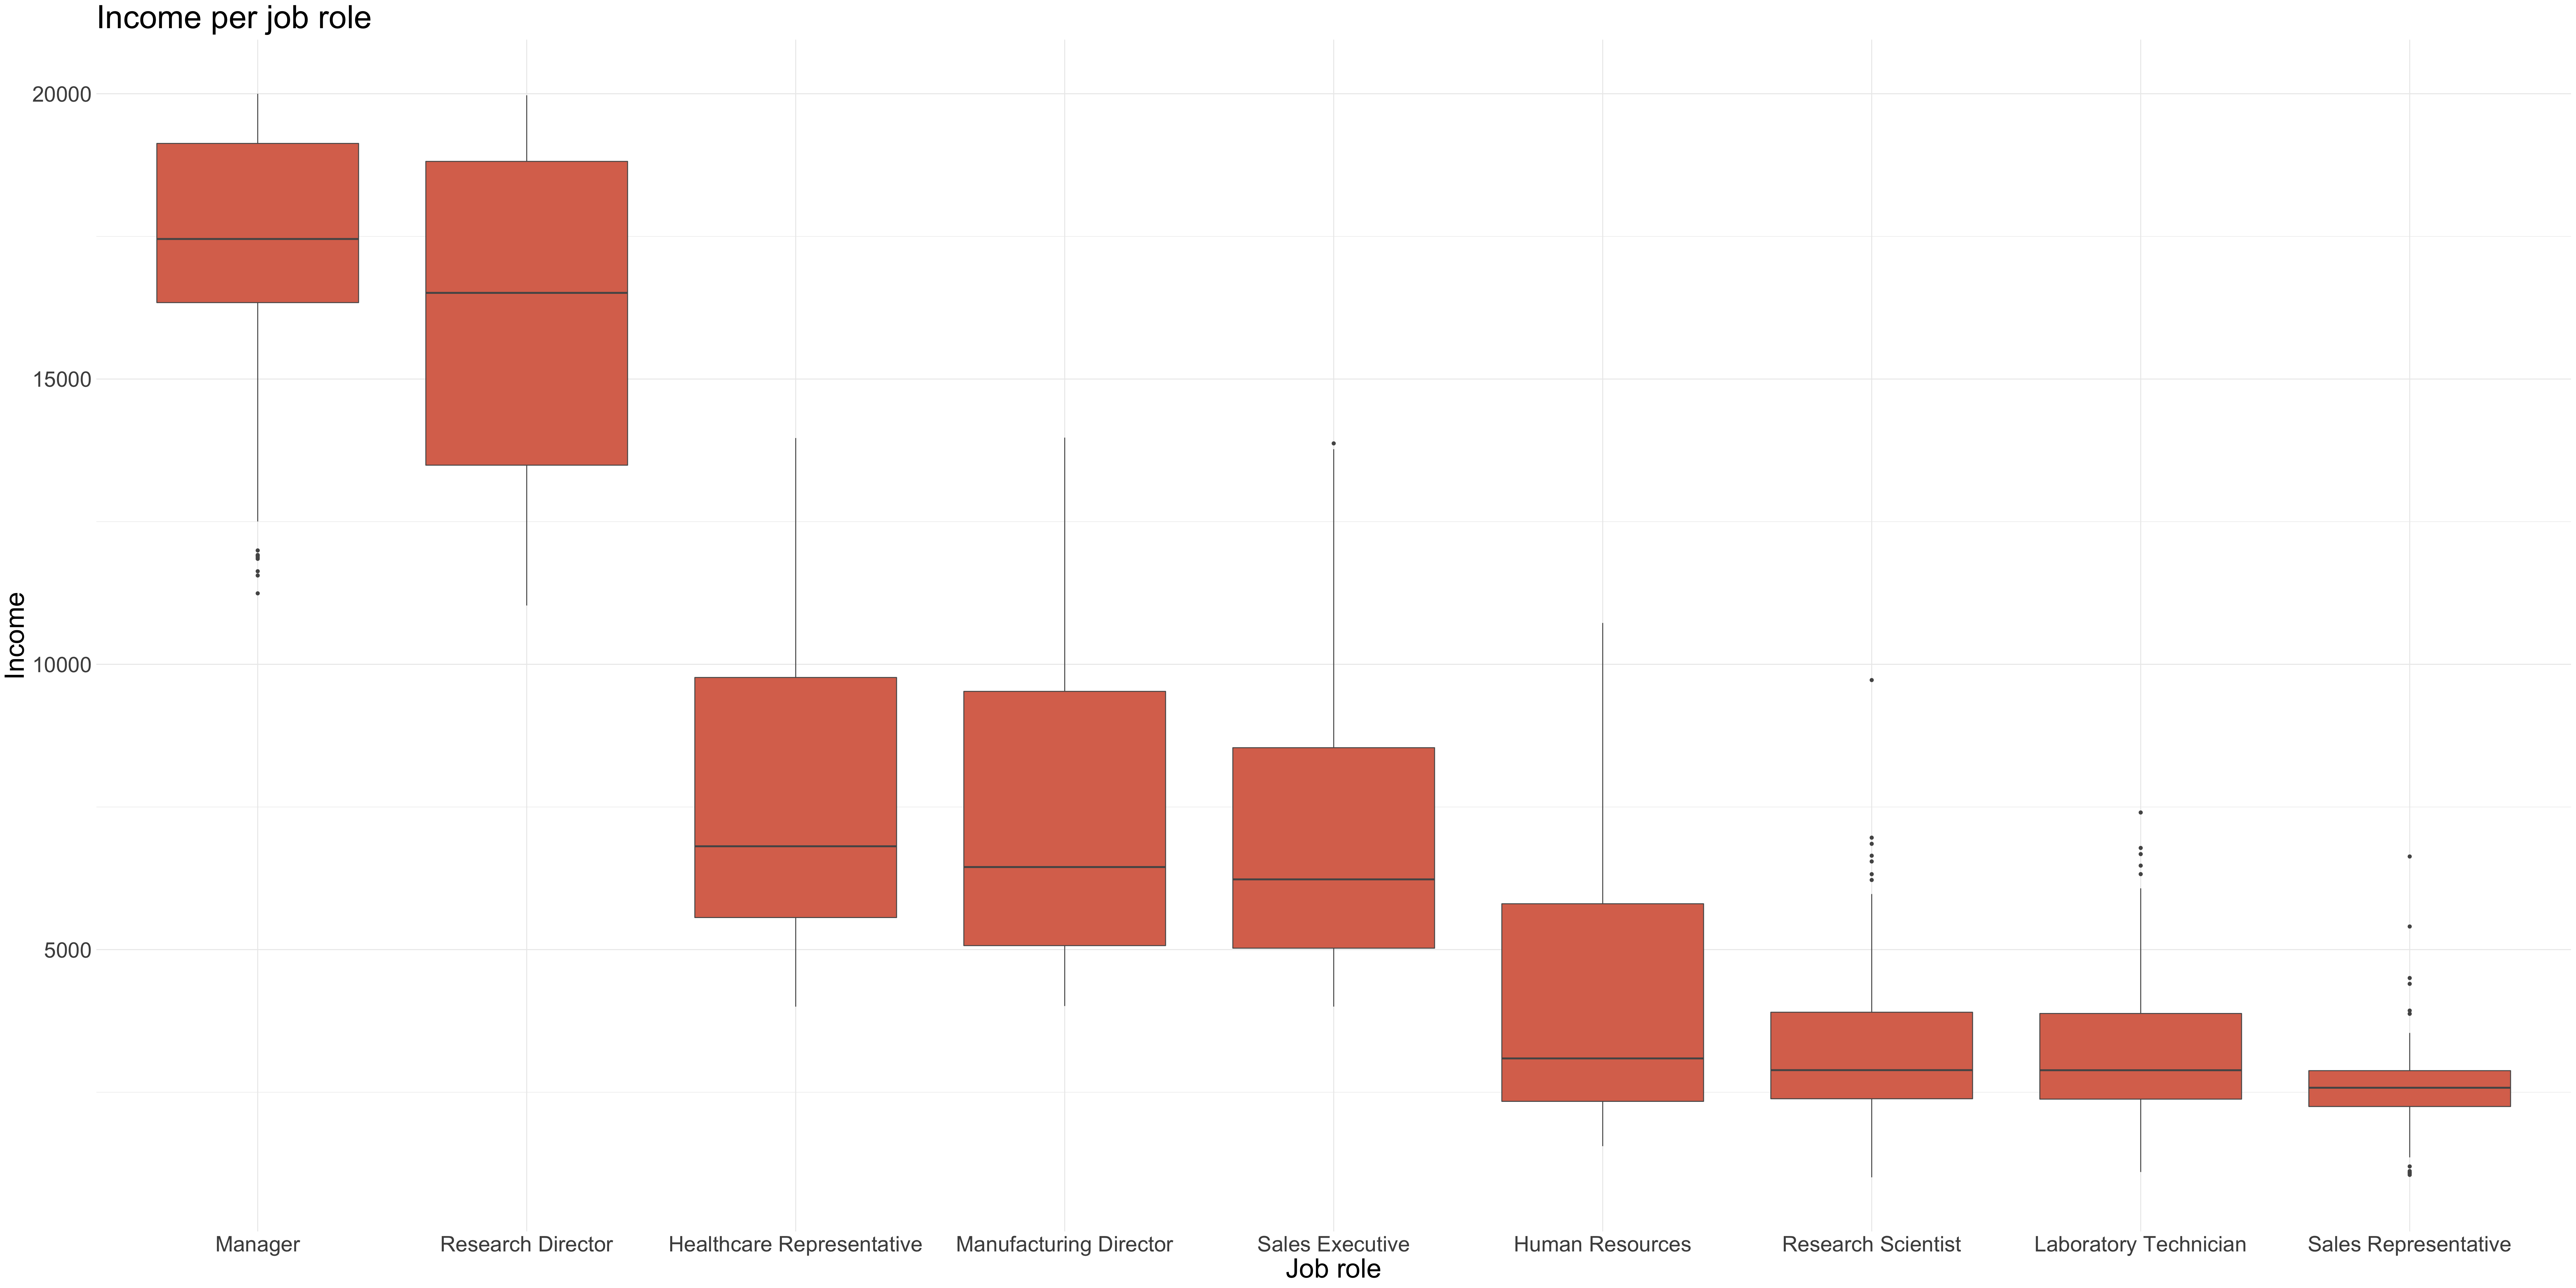 Income per job role
Income
20000
15000
10000
5000
Manager
Research Director
Healthcare Representative
Manufacturing Director
Sales Executive
Human Resources
Research Scientist
Laboratory Technician
Sales Representative
Job role